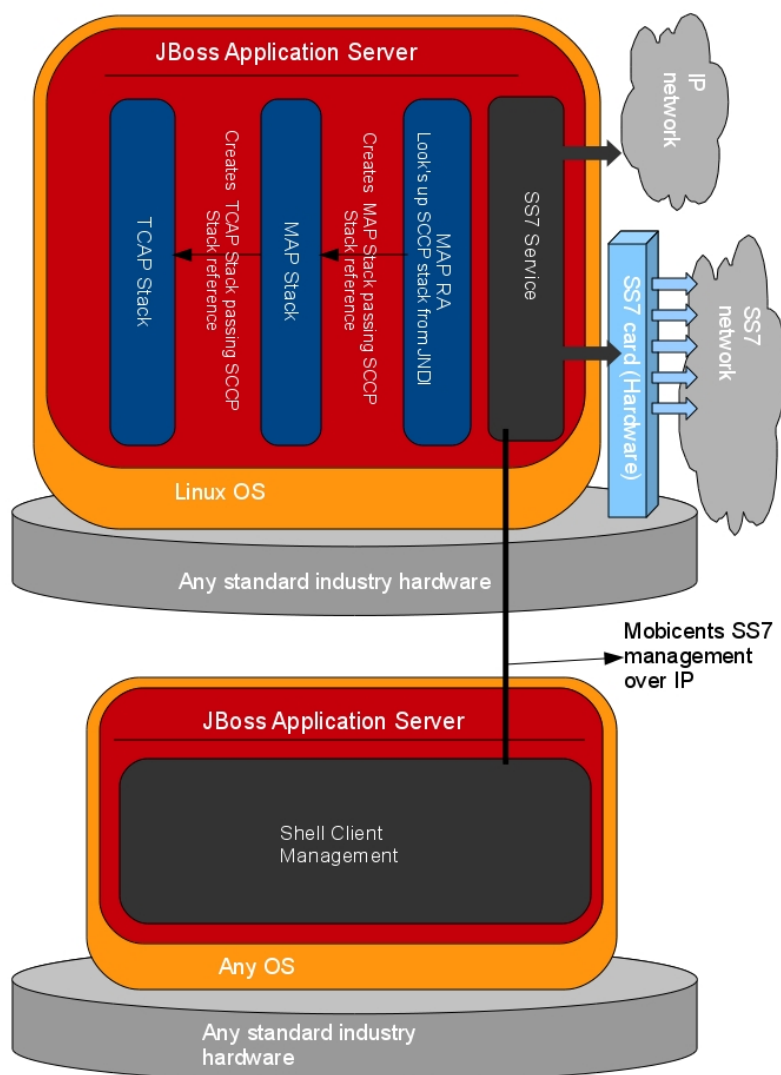 JBoss Application Server
IP
network
TCAP Stack
Creates TCAP Stack passing SCCP
Stack reference
MAP Stack
Creates MAP Stack passing SCCP
Stack reference
MAP RA
Look's up SCCP stack from JNDI
SS7 Service
SS7 card (Hardware)
SS7
network
Linux OS
Any standard industry hardware
Mobicents SS7
management
over IP
JBoss Application Server
Shell Client
Management
Any OS
Any standard industry
hardware